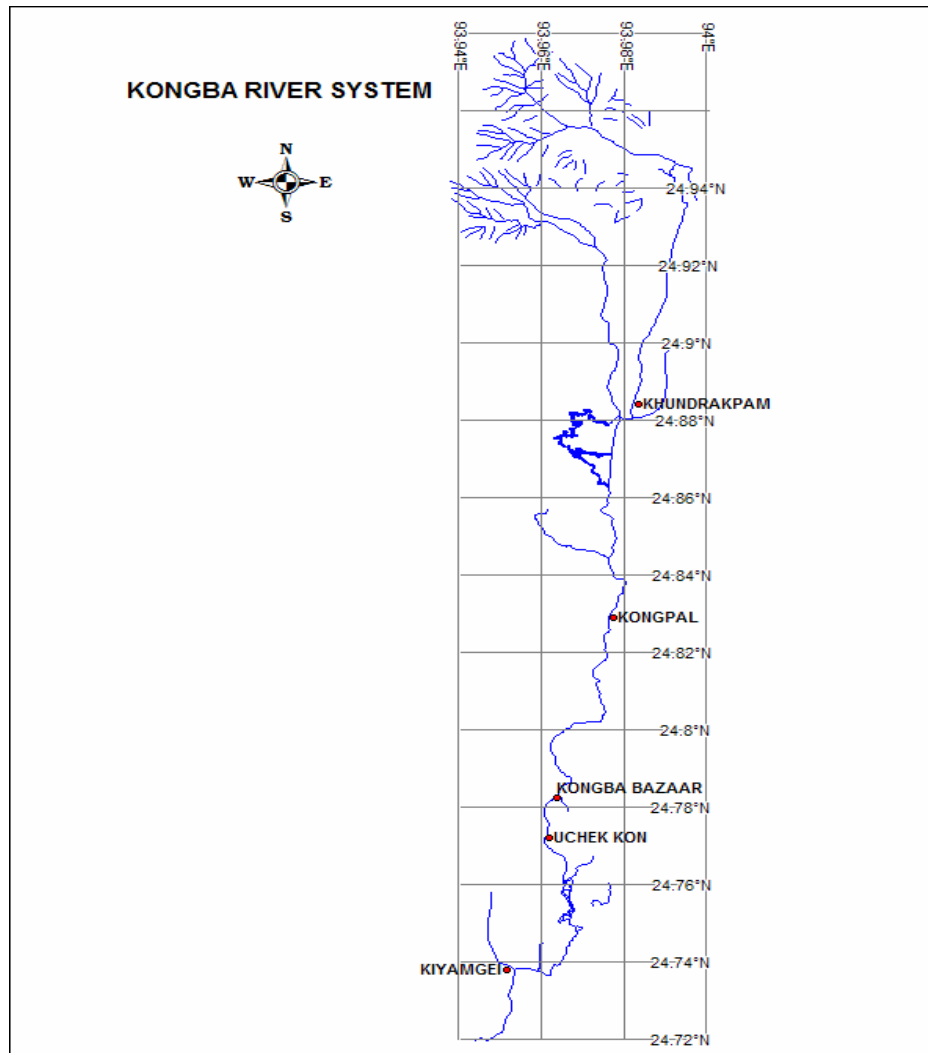 93:94°E
93:96°E
93:98°E
94°E
KONGBA RIVER SYSTEM
N
W E
S
24:94°N
24:92°N
24:9°N
KHUNDRAKPAM
24:88°N
24:86°N
24:84°N
KONGPAL
24:82°N
24:8°N
KONGBA BAZAAR
24:78°N
UCHEK KON
24:76°N
KIYAMGEI
24:74°N
24:72°N